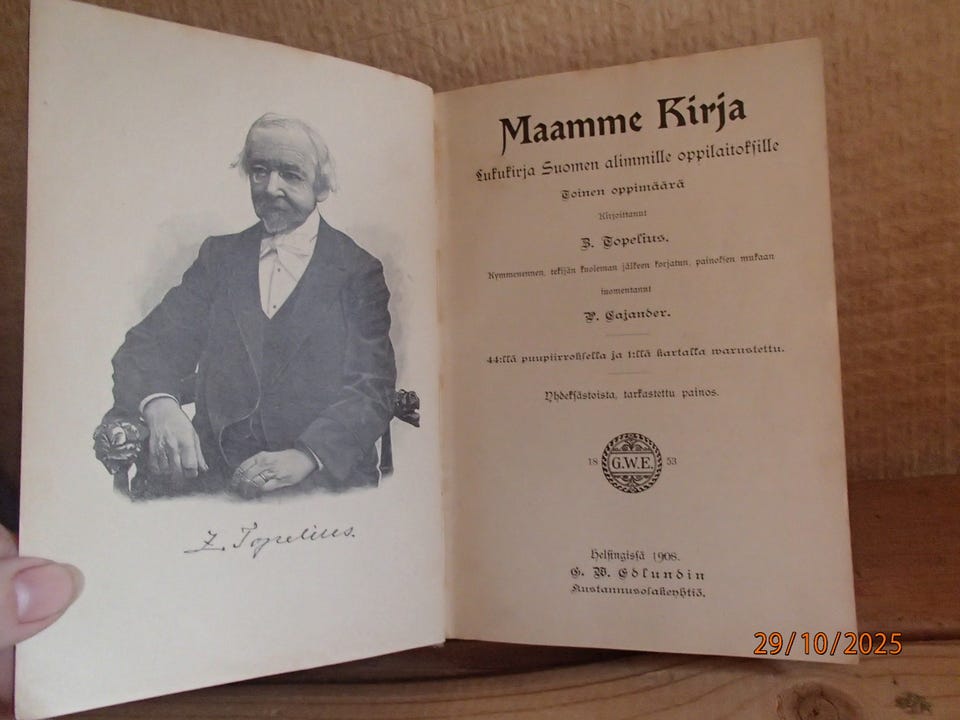 Z. Topelius.
Maamme Kirja
Lukukirja Suomen alimmille oppilaitoksille
Toinen oppimäärä
Kirjoittanut
Z. Topelius.
Kymmenennen, tekijän kuoleman jälkeen korjatun, painoksen mukaan
suomentanut
P. Cajander.
44:llä puupiirroksella ja 1:llä kartalla warustettu.
Yhdeksästoista, tarkastettu painos.
18 G.W.E. 53
Helsingissä 1908.
G. W. Edlundin
Kustannusosakeyhtiö.
29/10/2025